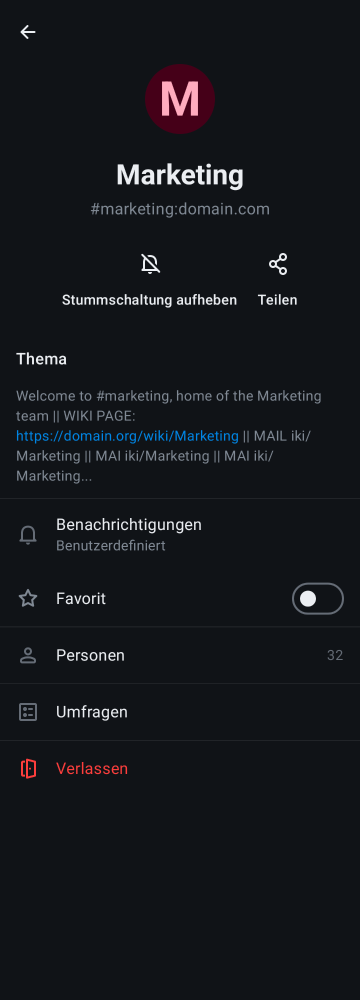 M
Marketing
#marketing:domain.com
Stummschaltung aufheben
Teilen
Thema
Welcome to #marketing, home of the Marketing
team || WIKI PAGE:
https://domain.org/wiki/Marketing || MAIL iki/
Marketing || MAI iki/Marketing || MAI iki/
Marketing...
Benachrichtigungen
Benutzerdefiniert
Favorit
Personen 32
Umfragen
Verlassen